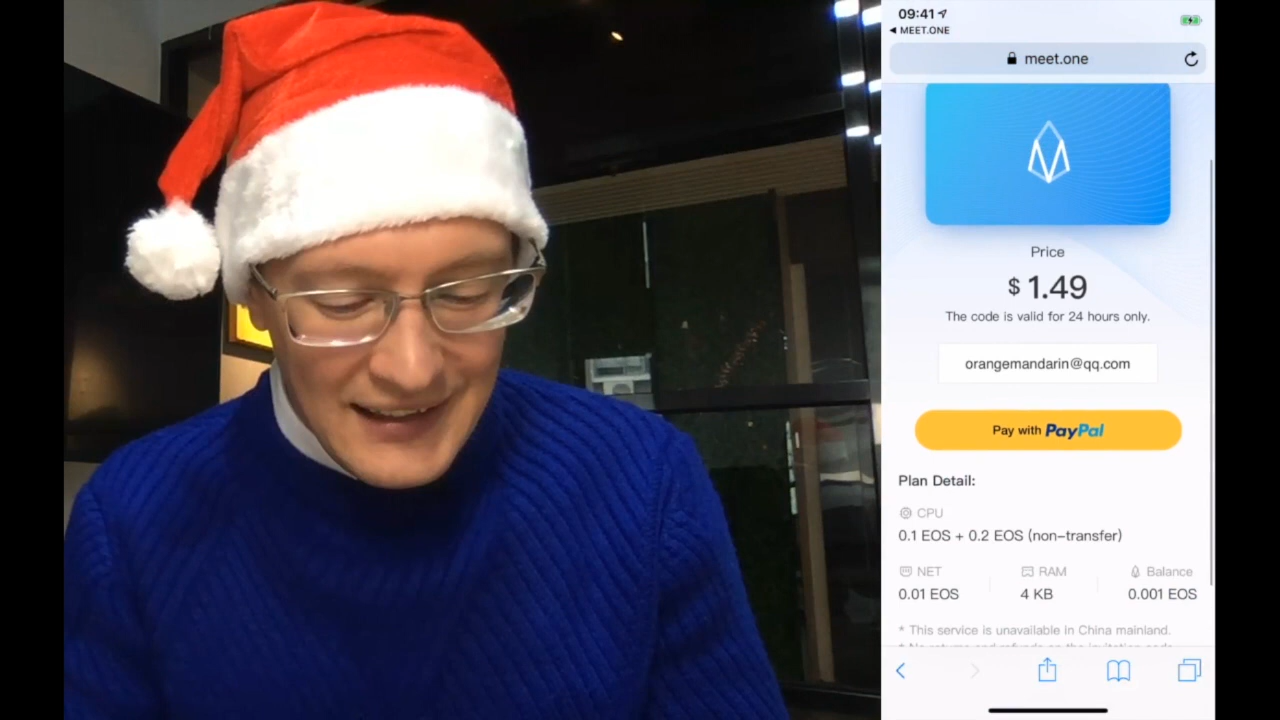 09:41
◀ MEET.ONE
meet.one
Price
$ 1.49
The code is valid for 24 hours only.
orangemandarin@qq.com
Pay with PayPal
Plan Detail:
CPU
0.1 EOS + 0.2 EOS (non-transfer)
NET RAM Balance
0.01 EOS 4 KB 0.001 EOS
* This service is unavailable in China mainland.